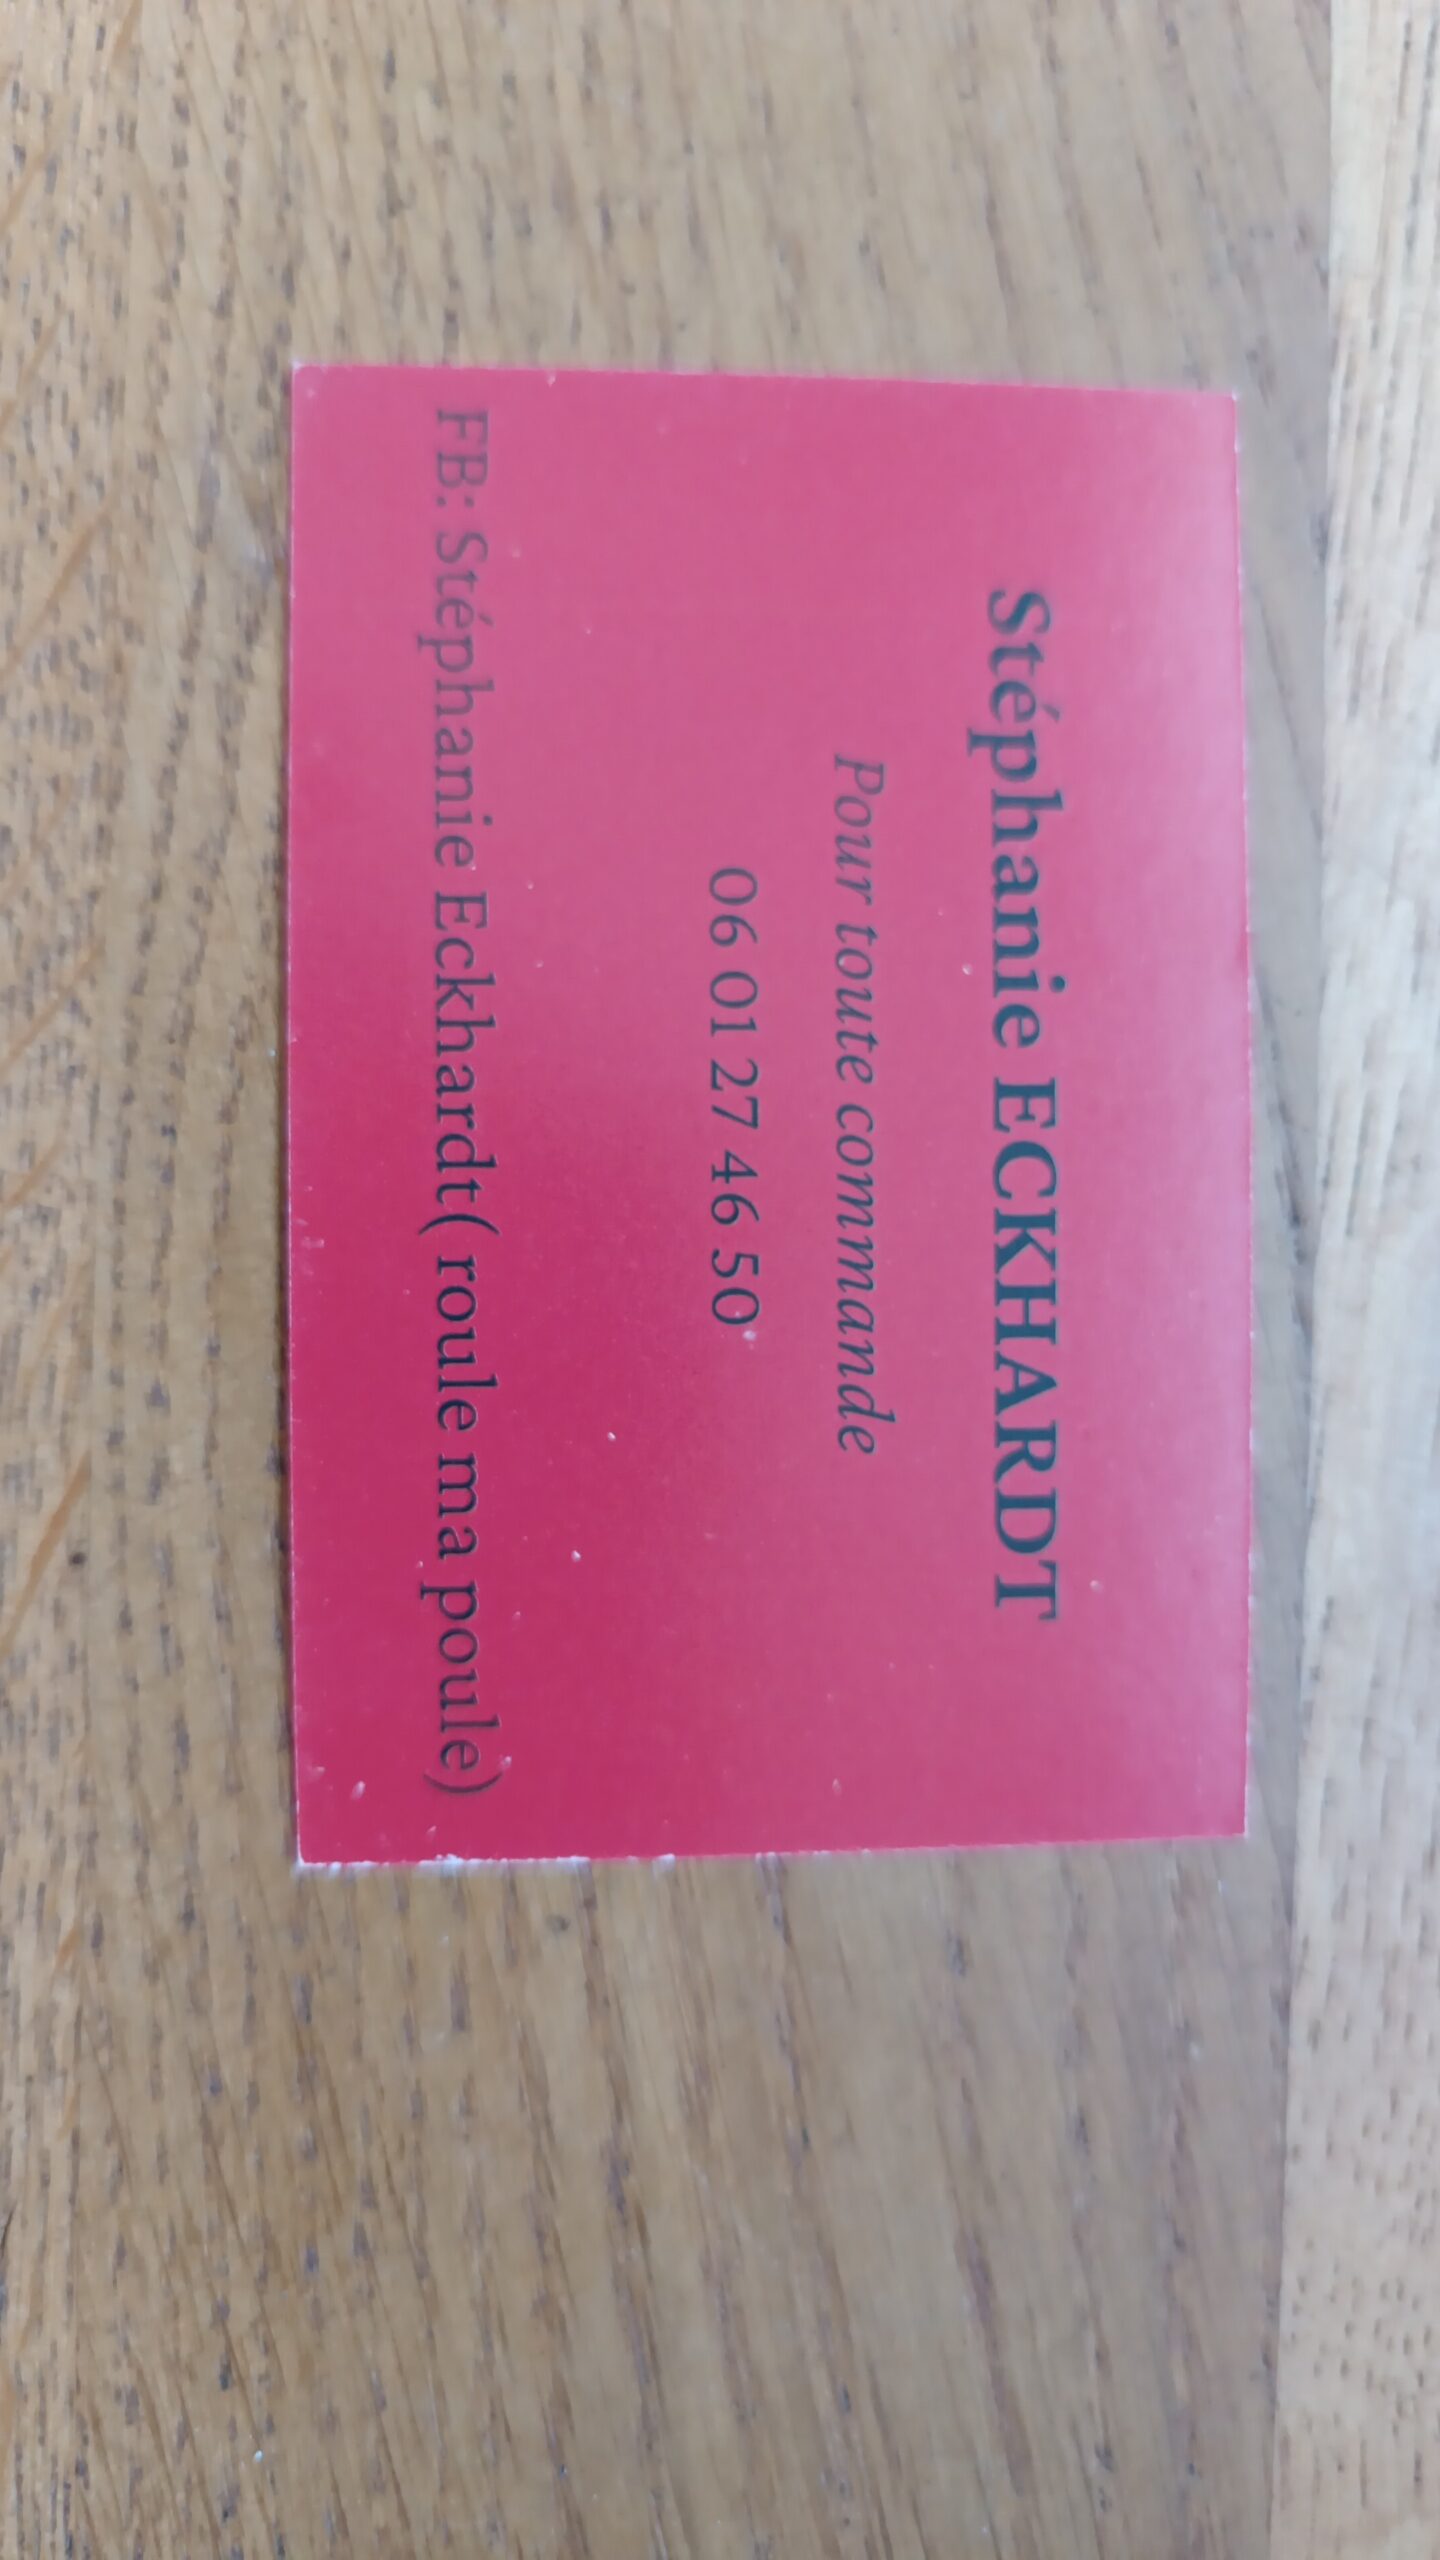 Stéphanie ECKHARDT
Pour toute commande
06 01 27 46 50
FB: Stéphanie Eckhardt( roule ma poule)